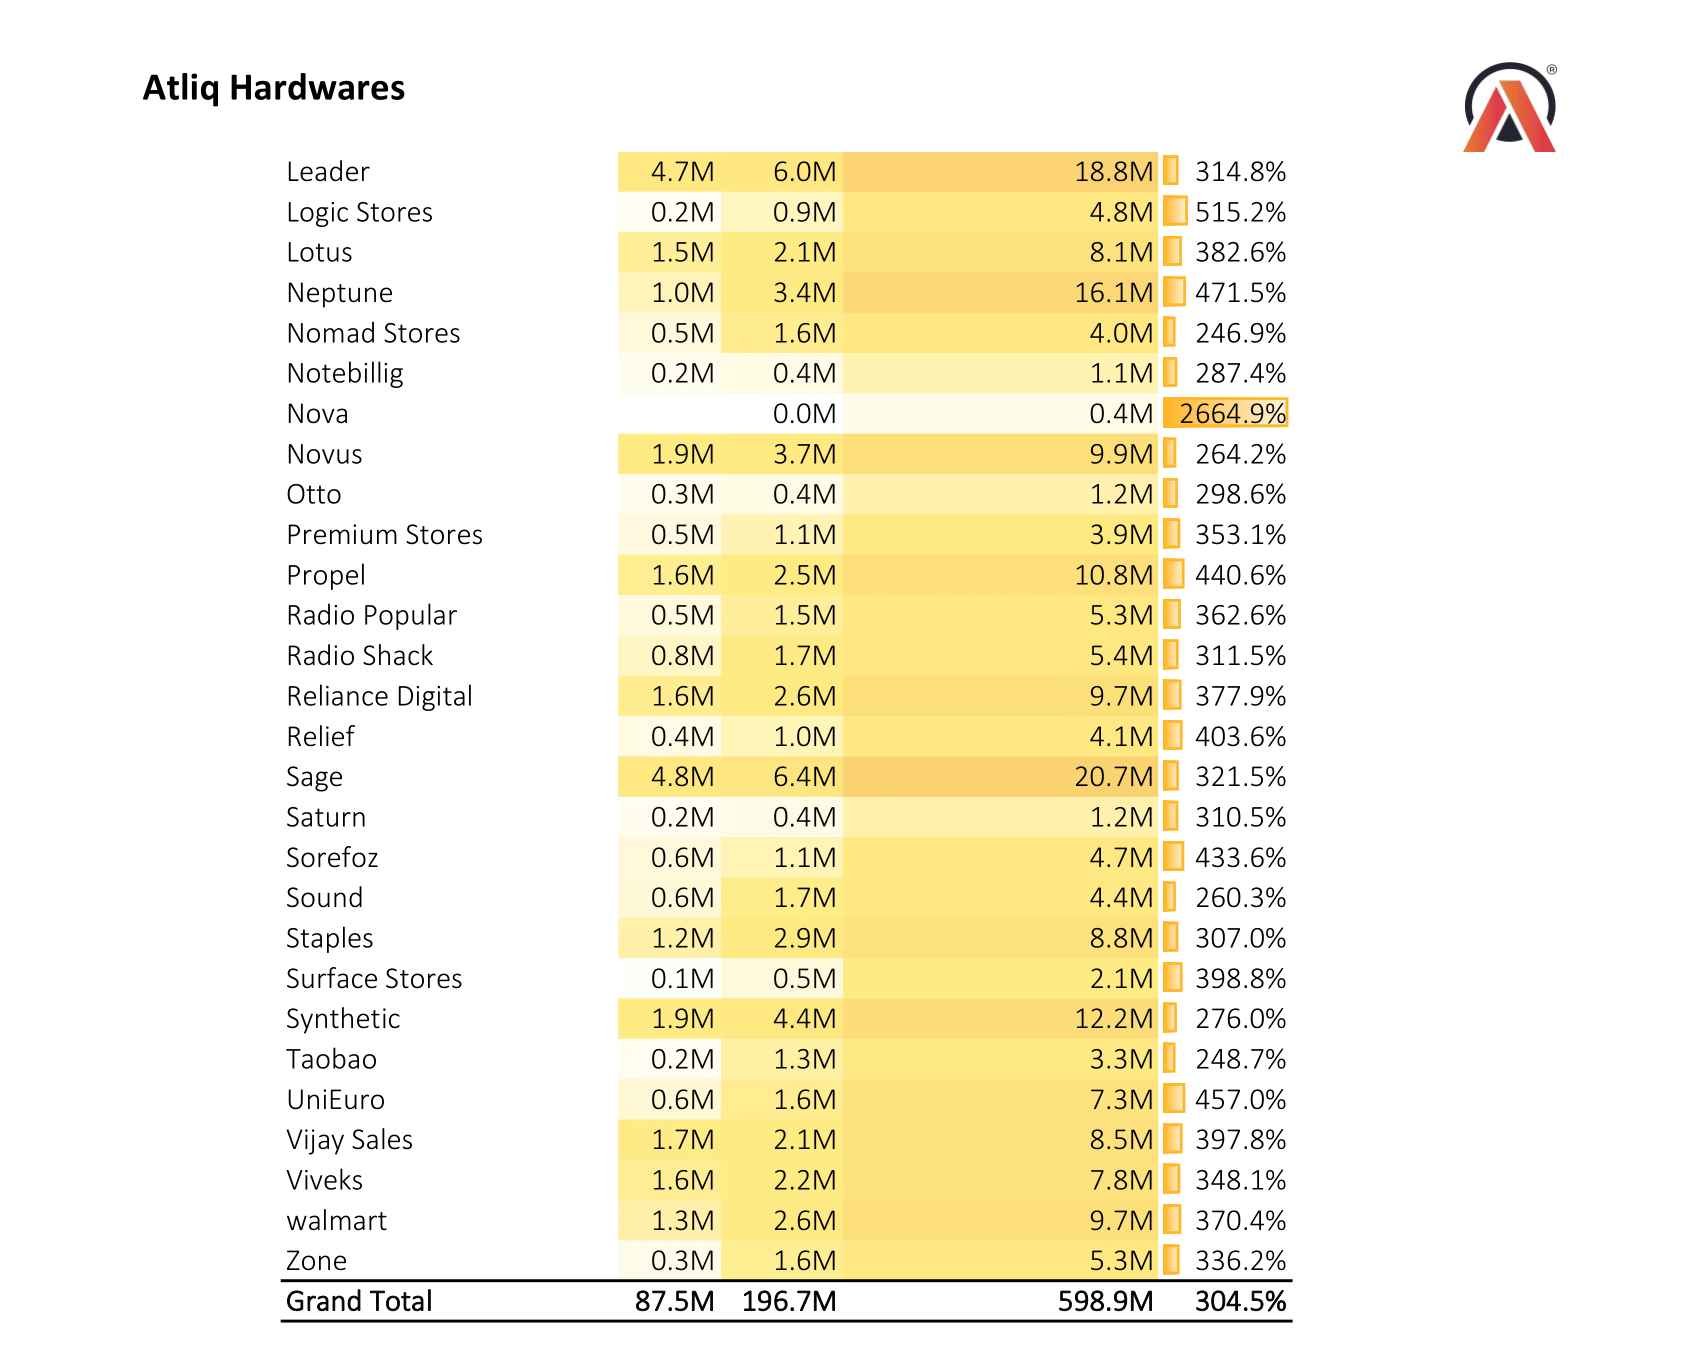 Atliq Hardwares
®
Leader 4.7M 6.0M 18.8M 314.8%
Logic Stores 0.2M 0.9M 4.8M 515.2%
Lotus 1.5M 2.1M 8.1M 382.6%
Neptune 1.0M 3.4M 16.1M 471.5%
Nomad Stores 0.5M 1.6M 4.0M 246.9%
Notebillig 0.2M 0.4M 1.1M 287.4%
Nova 0.0M 0.4M 2664.9%
Novus 1.9M 3.7M 9.9M 264.2%
Otto 0.3M 0.4M 1.2M 298.6%
Premium Stores 0.5M 1.1M 3.9M 353.1%
Propel 1.6M 2.5M 10.8M 440.6%
Radio Popular 0.5M 1.5M 5.3M 362.6%
Radio Shack 0.8M 1.7M 5.4M 311.5%
Reliance Digital 1.6M 2.6M 9.7M 377.9%
Relief 0.4M 1.0M 4.1M 403.6%
Sage 4.8M 6.4M 20.7M 321.5%
Saturn 0.2M 0.4M 1.2M 310.5%
Sorefoz 0.6M 1.1M 4.7M 433.6%
Sound 0.6M 1.7M 4.4M 260.3%
Staples 1.2M 2.9M 8.8M 307.0%
Surface Stores 0.1M 0.5M 2.1M 398.8%
Synthetic 1.9M 4.4M 12.2M 276.0%
Taobao 0.2M 1.3M 3.3M 248.7%
UniEuro 0.6M 1.6M 7.3M 457.0%
Vijay Sales 1.7M 2.1M 8.5M 397.8%
Viveks 1.6M 2.2M 7.8M 348.1%
walmart 1.3M 2.6M 9.7M 370.4%
Zone 0.3M 1.6M 5.3M 336.2%
Grand Total 87.5M 196.7M 598.9M 304.5%